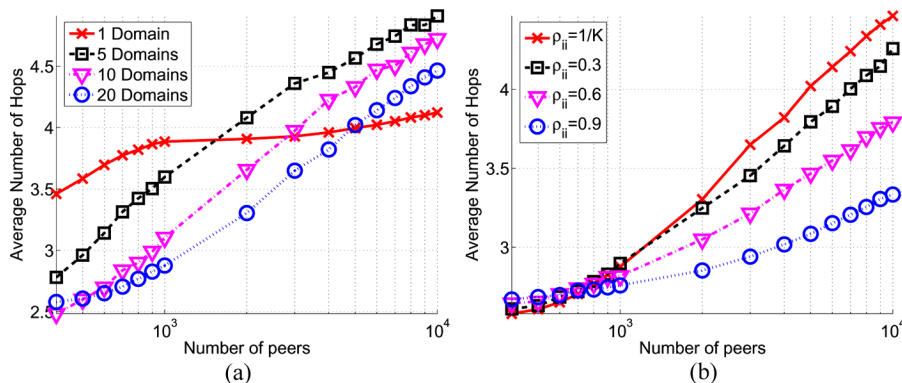 1 Domain
5 Domains
10 Domains
20 Domains
4.5
4
3.5
3
2.5
10³
10⁴
Average Number of Hops
Number of peers
(a)
ρii=1/K
ρii=0.3
ρii=0.6
ρii=0.9
4
3.5
3
10³
10⁴
Average Number of Hops
Number of peers
(b)